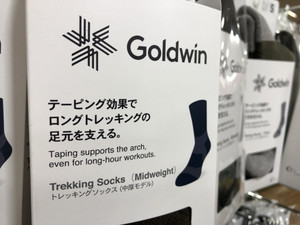 Goldwin
テーピング効果で
ロングトレッキングの
足元を支える。
Taping supports the arch,
even for long-hour workouts.
Trekking Socks（Midweight）
トレッキングソックス（中厚モデル）